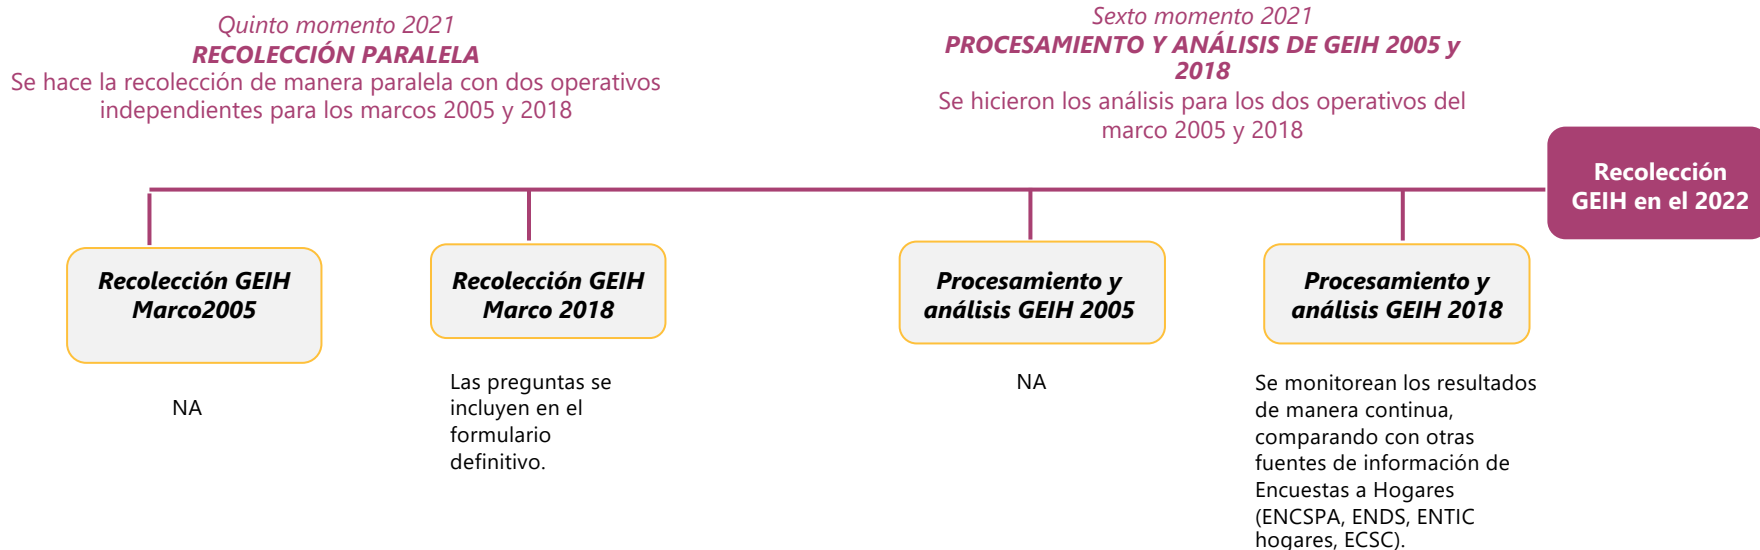 Quinto momento 2021
RECOLECCIÓN PARALELA
Se hace la recolección de manera paralela con dos operativos
independientes para los marcos 2005 y 2018
Sexto momento 2021
PROCESAMIENTO Y ANÁLISIS DE GEIH 2005 y
2018
Se hicieron los análisis para los dos operativos del
marco 2005 y 2018
Recolección
GEIH en el 2022
Recolección GEIH
Marco2005
NA
Recolección GEIH
Marco 2018
Las preguntas se
incluyen en el
formulario
definitivo.
Procesamiento y
análisis GEIH 2005
NA
Procesamiento y
análisis GEIH 2018
Se monitorean los resultados
de manera continua,
comparando con otras
fuentes de información de
Encuestas a Hogares
(ENCSPA, ENDS, ENTIC
hogares, ECSC).